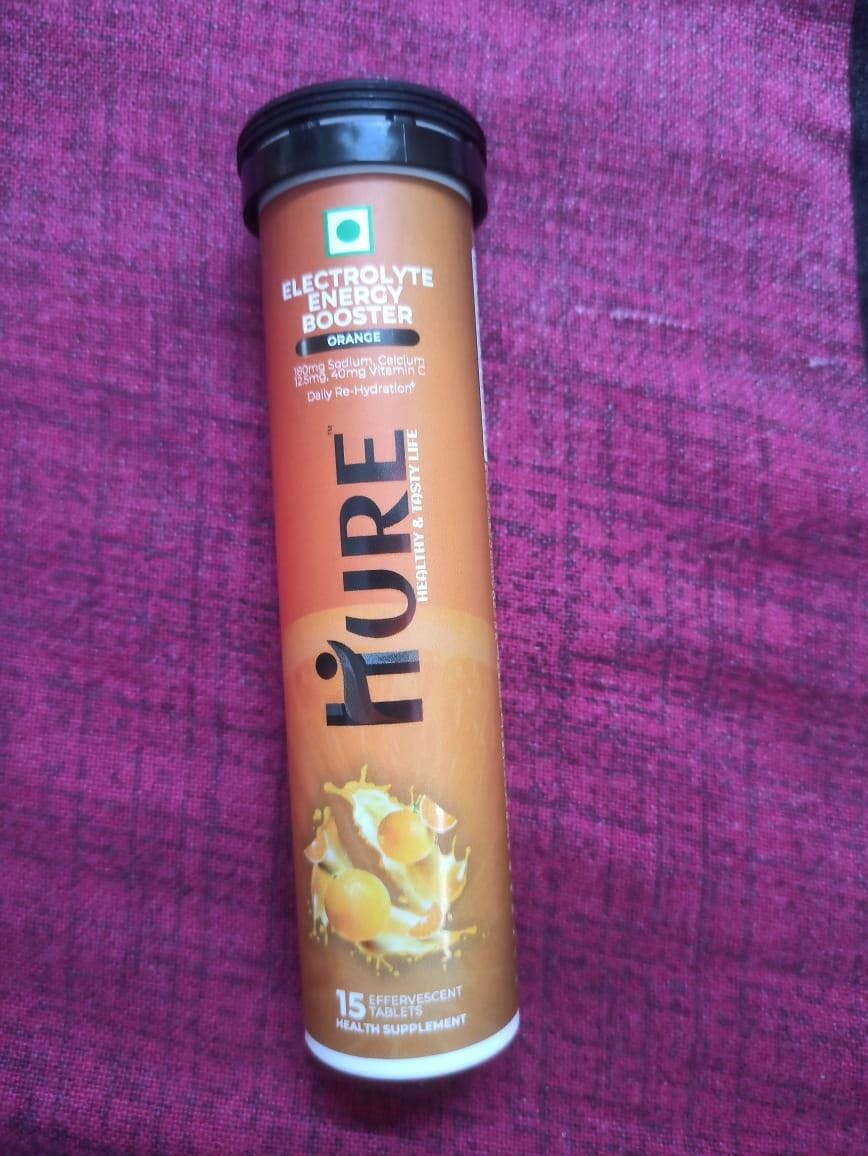 ELECTROLYTE
ENERGY
BOOSTER
ORANGE
180mg Sodium, Calcium
12.5mg, 40mg Vitamin C
Daily Re-Hydration*
HURE™
HEALTHY & TASTY LIFE
15 EFFERVESCENT
TABLETS
HEALTH SUPPLEMENT